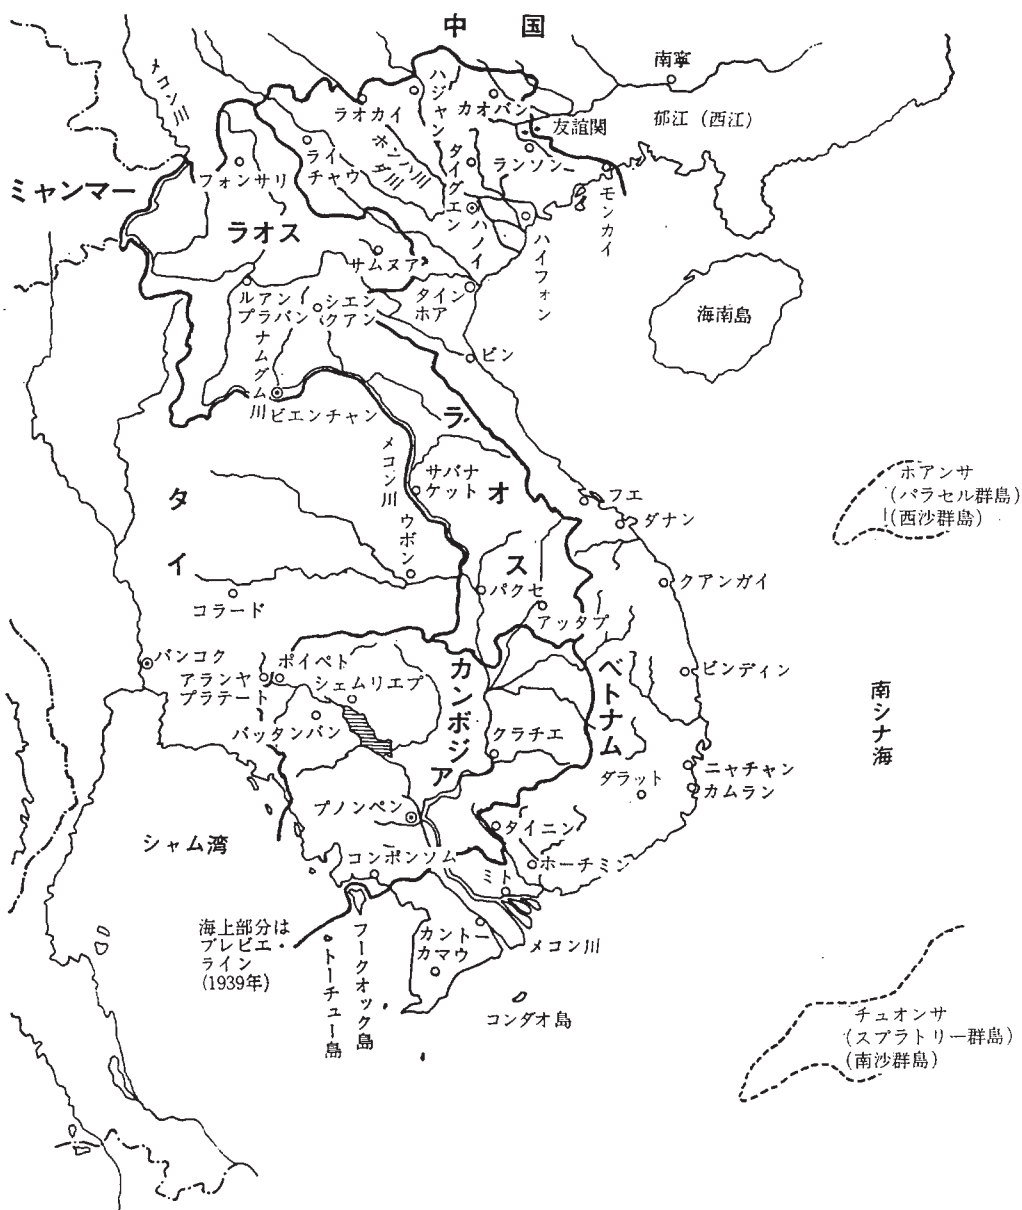 中国
南寧
郁江(西江)
メコン川
ラオカイ
ハジャン
カオバン
友誼関
ホン川
ランソン
タイグエン
ライ
チャウ
フォンサリ
モンカイ
ミャンマー
ラオス
ハノイ
ハイフォン
サムヌア
タイン
ホア
ルアン
プラバン
シエン
クアン
海南島
ナムグム川
ビン
ビエンチャン
メコン川
サバナ
ケット
ラオス
タイ
ウボン
フエ
ダナン
ホアンサ
(パラセル群島)
(西沙群島)
パクセ
クアンガイ
コラード
アッタプ
バンコク
ポイペト
アランヤ
プラテート
シェムリエプ
カンボジア
ベトナム
ビンディン
南シナ海
バッタンバン
クラチエ
ダラット
ニャチャン
カムラン
プノンペン
タイニン
シャム湾
コンポンソム
ホーチミン
ミト
海上部分は
ブレビエ・
ライン
(1939年)
フークオック島
トーチュー島
カントー
カマウ
メコン川
コンダオ島
チュオンサ
(スプラトリー群島)
(南沙群島)